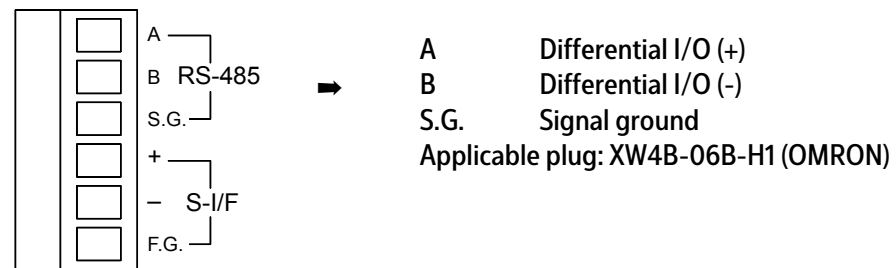 A
B RS-485
S.G.
+
– S-I/F
F.G.
➠
A Differential I/O (+)
B Differential I/O (-)
S.G. Signal ground
Applicable plug: XW4B-06B-H1 (OMRON)